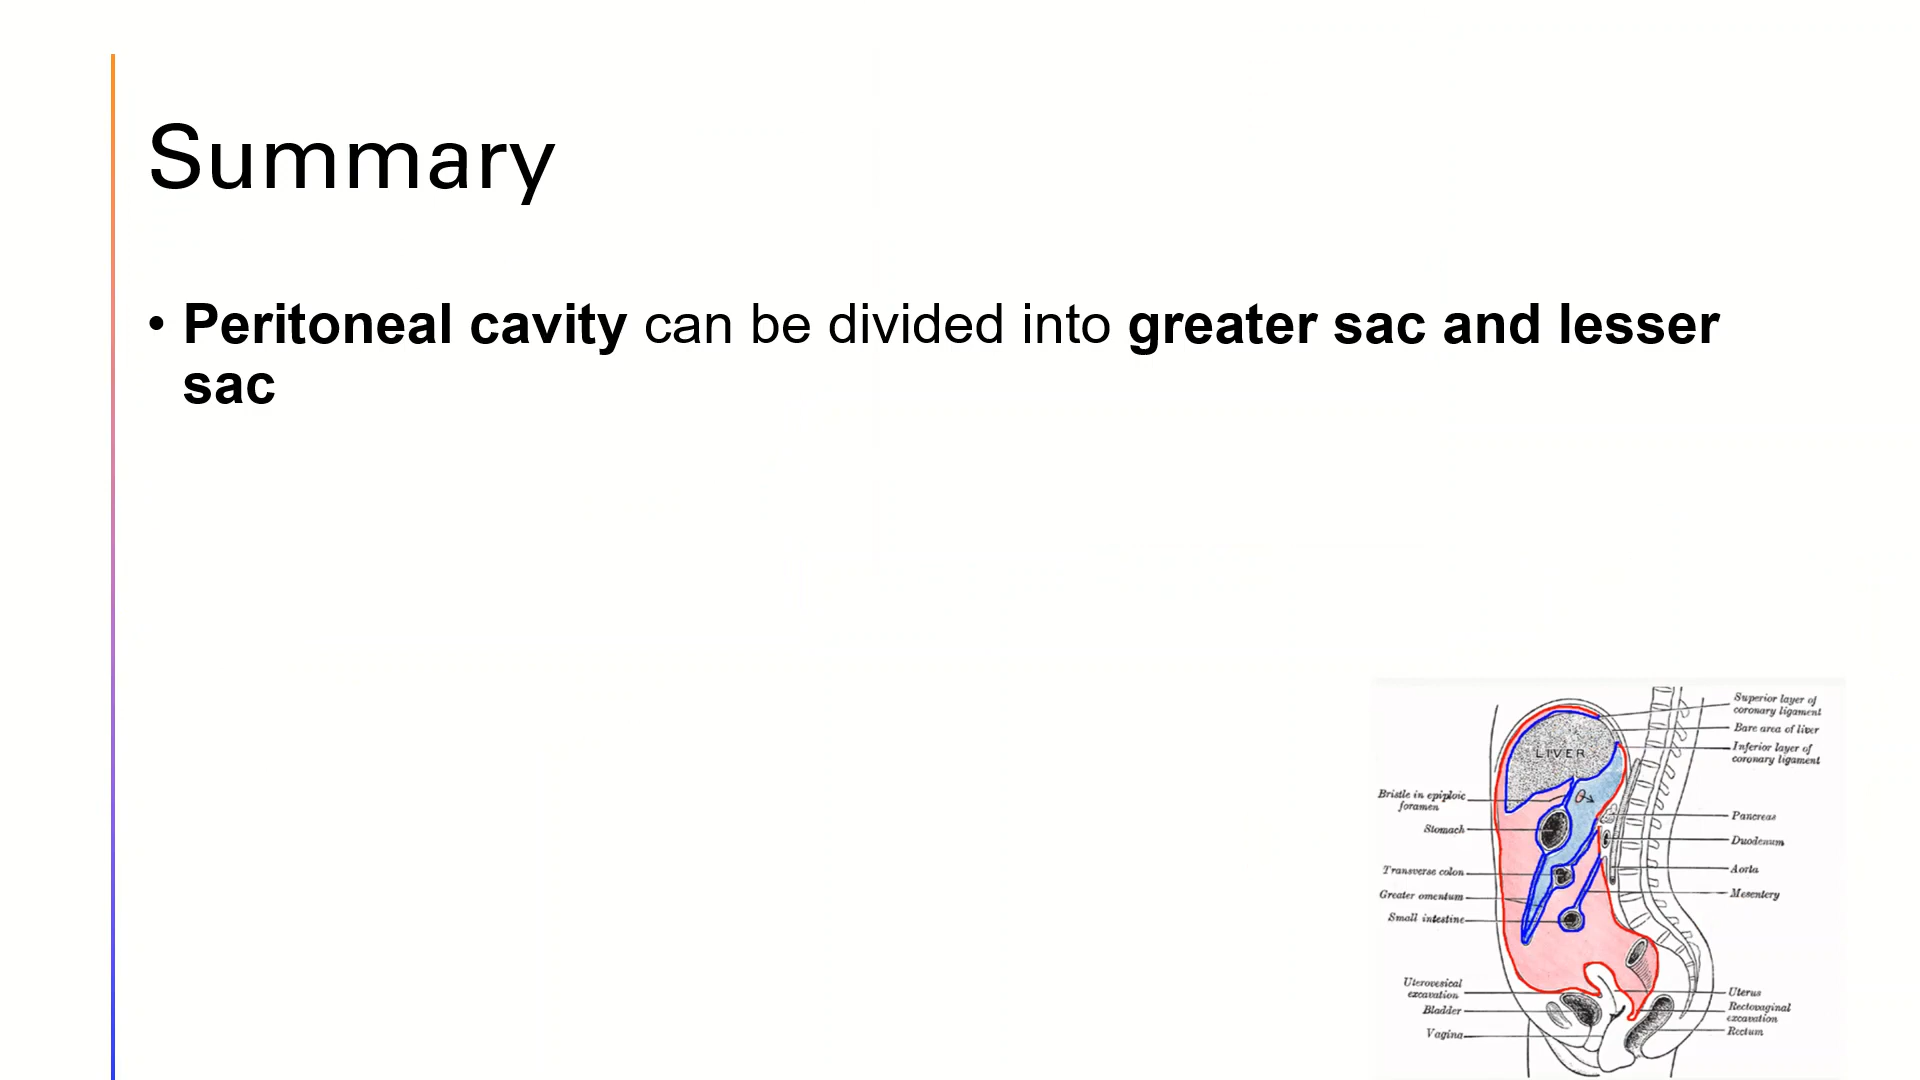 Summary
• Peritoneal cavity can be divided into greater sac and lesser
sac
Superior layer of
coronary ligament
Bare area of liver
Inferior layer of
coronary ligament
LIVER
Bristle in epiploic
foramen
Stomach
Pancreas
Duodenum
Transverse colon
Aorta
Greater omentum
Mesentery
Small intestine
Uterovesical
excavation
Bladder
Vagina
Uterus
Rectovaginal
excavation
Rectum